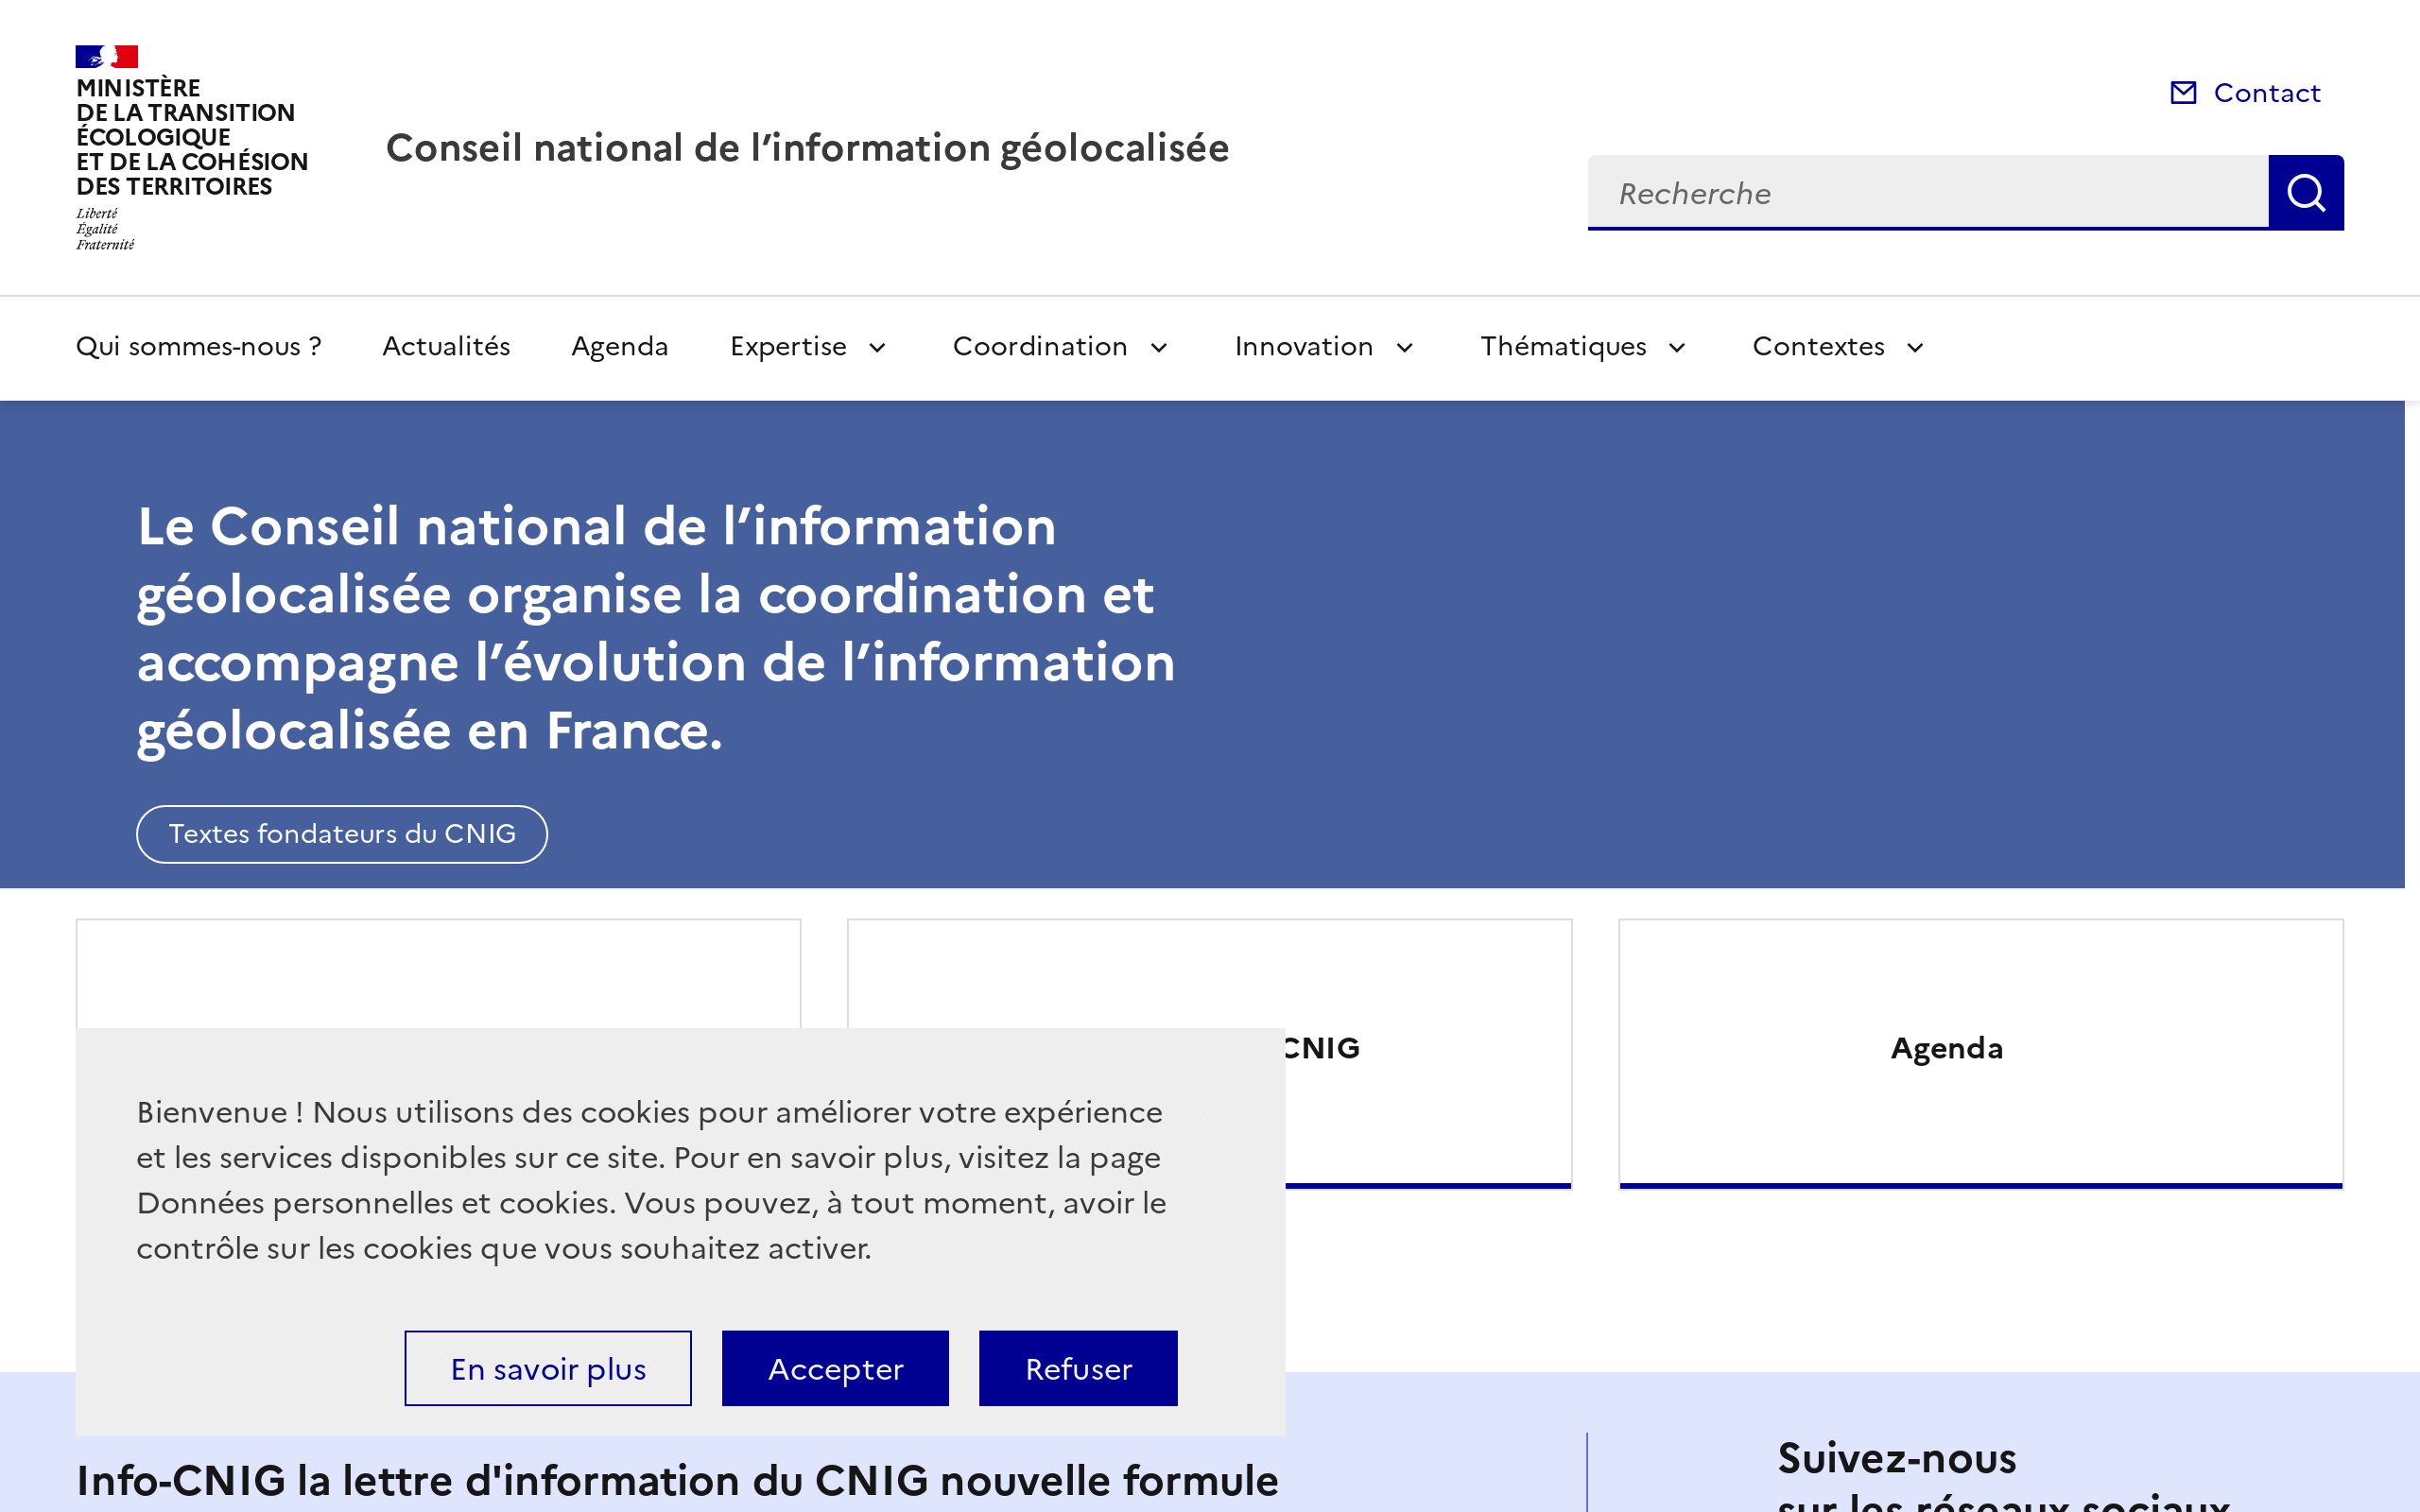 MINISTÈRE
DE LA TRANSITION
ÉCOLOGIQUE
ET DE LA COHÉSION
DES TERRITOIRES
Liberté
Égalité
Fraternité
Conseil national de l’information géolocalisée
Contact
Recherche
Qui sommes-nous ? Actualités Agenda Expertise Coordination Innovation Thématiques Contextes
Le Conseil national de l’information
géolocalisée organise la coordination et
accompagne l’évolution de l’information
géolocalisée en France.
Textes fondateurs du CNIG
CNIG
Agenda
Bienvenue ! Nous utilisons des cookies pour améliorer votre expérience
et les services disponibles sur ce site. Pour en savoir plus, visitez la page
Données personnelles et cookies. Vous pouvez, à tout moment, avoir le
contrôle sur les cookies que vous souhaitez activer.
En savoir plus Accepter Refuser
Info-CNIG la lettre d'information du CNIG nouvelle formule
Suivez-nous
sur les réseaux sociaux